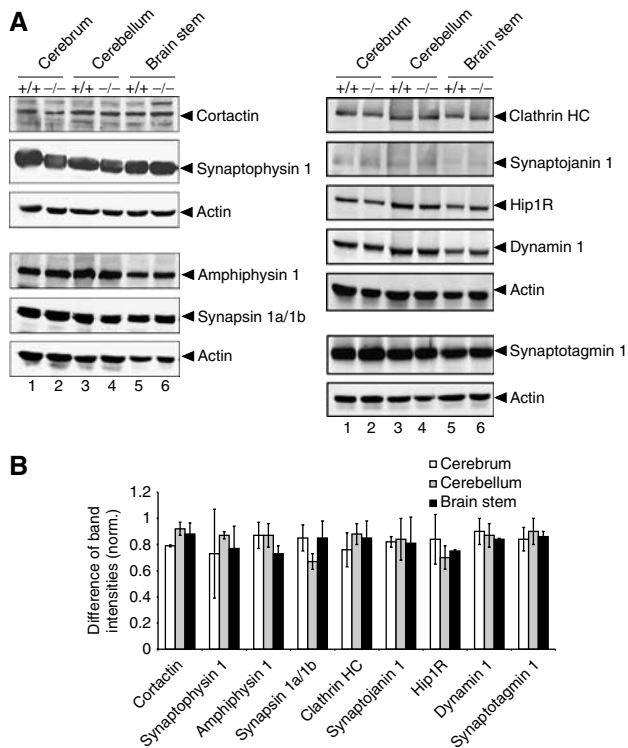 A
Cerebrum
Cerebellum
Brain stem
+/+ −/− +/+ −/− +/+ −/−
Cortactin
Synaptophysin 1
Actin
Amphiphysin 1
Synapsin 1a/1b
Actin
1 2 3 4 5 6
Cerebrum
Cerebellum
Brain stem
+/+ −/− +/+ −/− +/+ −/−
Clathrin HC
Synaptojanin 1
Hip1R
Dynamin 1
Actin
Synaptotagmin 1
Actin
1 2 3 4 5 6
B
Cerebrum
Cerebellum
Brain stem
Difference of band
intensities (norm.)
1.2
1
0.8
0.6
0.4
0.2
0
Cortactin
Synaptophysin 1
Amphiphysin 1
Synapsin 1a/1b
Clathrin HC
Synaptojanin 1
Hip1R
Dynamin 1
Synaptotagmin 1